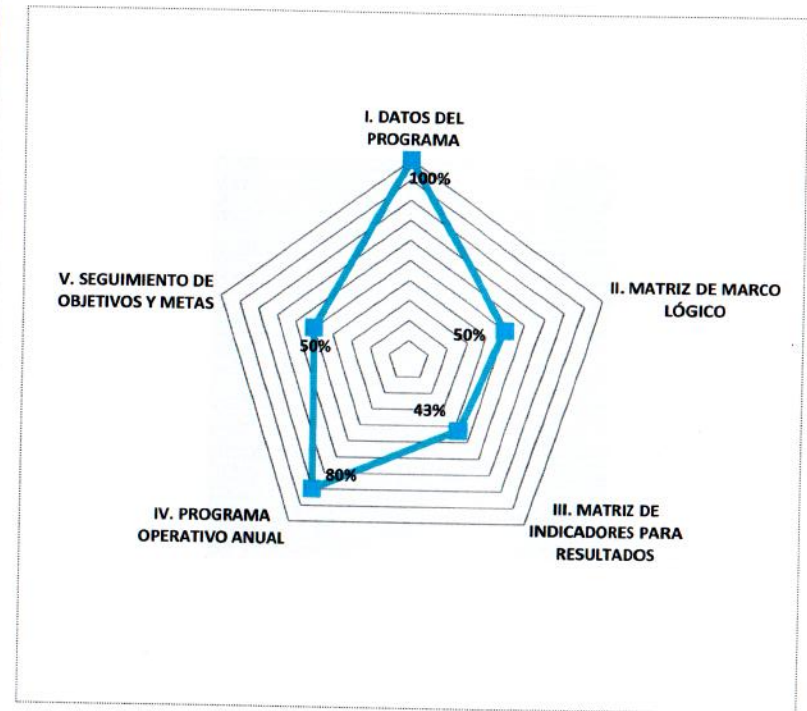 I. DATOS DEL
PROGRAMA
100%
II. MATRIZ DE MARCO
LÓGICO
50%
43%
III. MATRIZ DE
INDICADORES PARA
RESULTADOS
80%
IV. PROGRAMA
OPERATIVO ANUAL
V. SEGUIMIENTO DE
OBJETIVOS Y METAS
50%